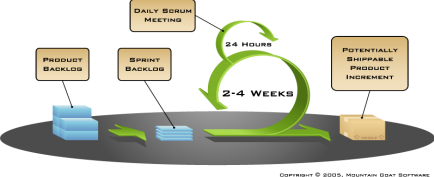 Daily Scrum
Meeting
24 Hours
Product
Backlog
Sprint
Backlog
Potentially
Shippable
Product
Increment
2-4 Weeks
Copyright © 2005, Mountain Goat Software